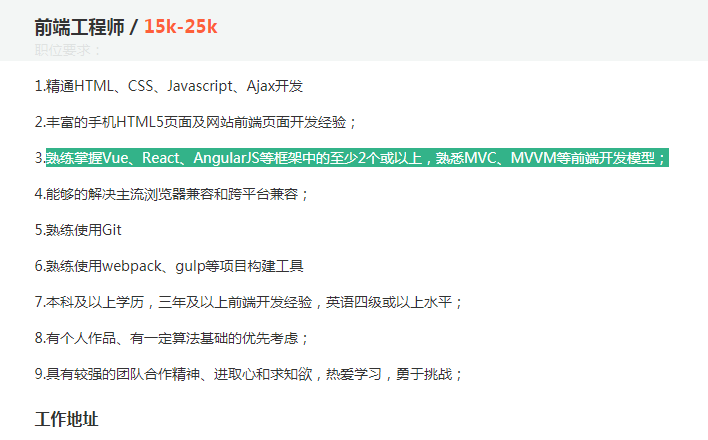 前端工程师 / 15k-25k
职位要求：
1.精通HTML、CSS、Javascript、Ajax开发
2.丰富的手机HTML5页面及网站前端页面开发经验；
3.熟练掌握Vue、React、AngularJS等框架中的至少2个或以上，熟悉MVC、MVVM等前端开发模型；
4.能够的解决主流浏览器兼容和跨平台兼容；
5.熟练使用Git
6.熟练使用webpack、gulp等项目构建工具
7.本科及以上学历，三年及以上前端开发经验，英语四级或以上水平；
8.有个人作品、有一定算法基础的优先考虑；
9.具有较强的团队合作精神、进取心和求知欲，热爱学习，勇于挑战；
工作地址